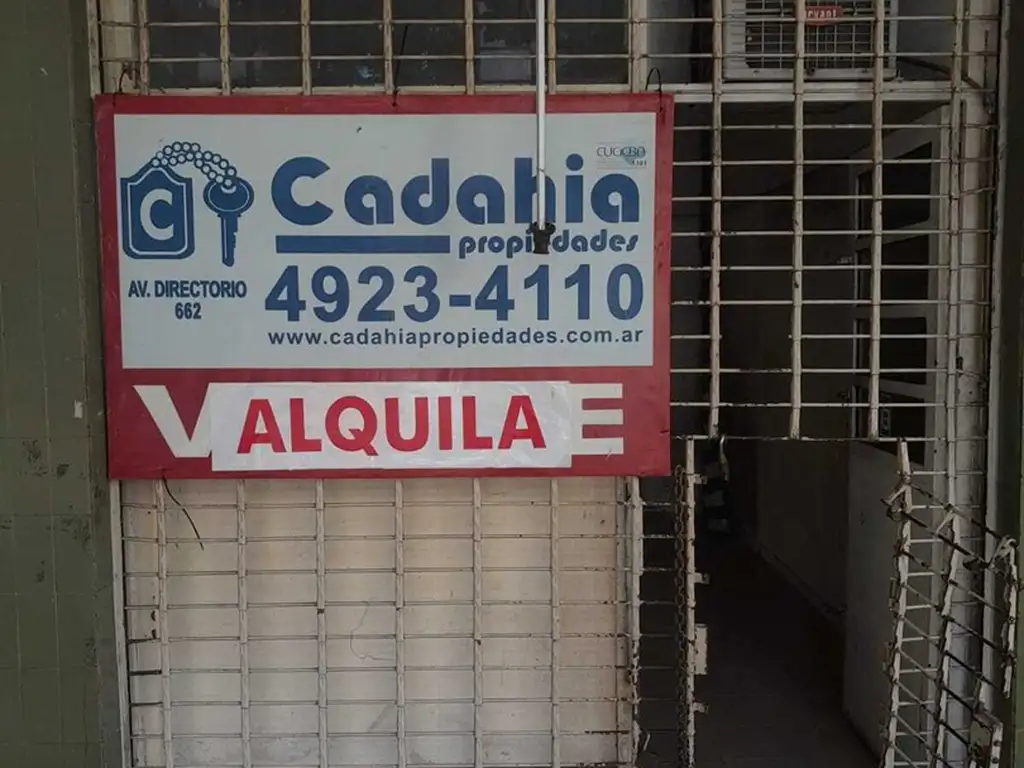 Cadahia
CUCICBA
propiedades
C
AV. DIRECTORIO
662
4923-4110
www.cadahiapropiedades.com.ar
V ALQUILA E